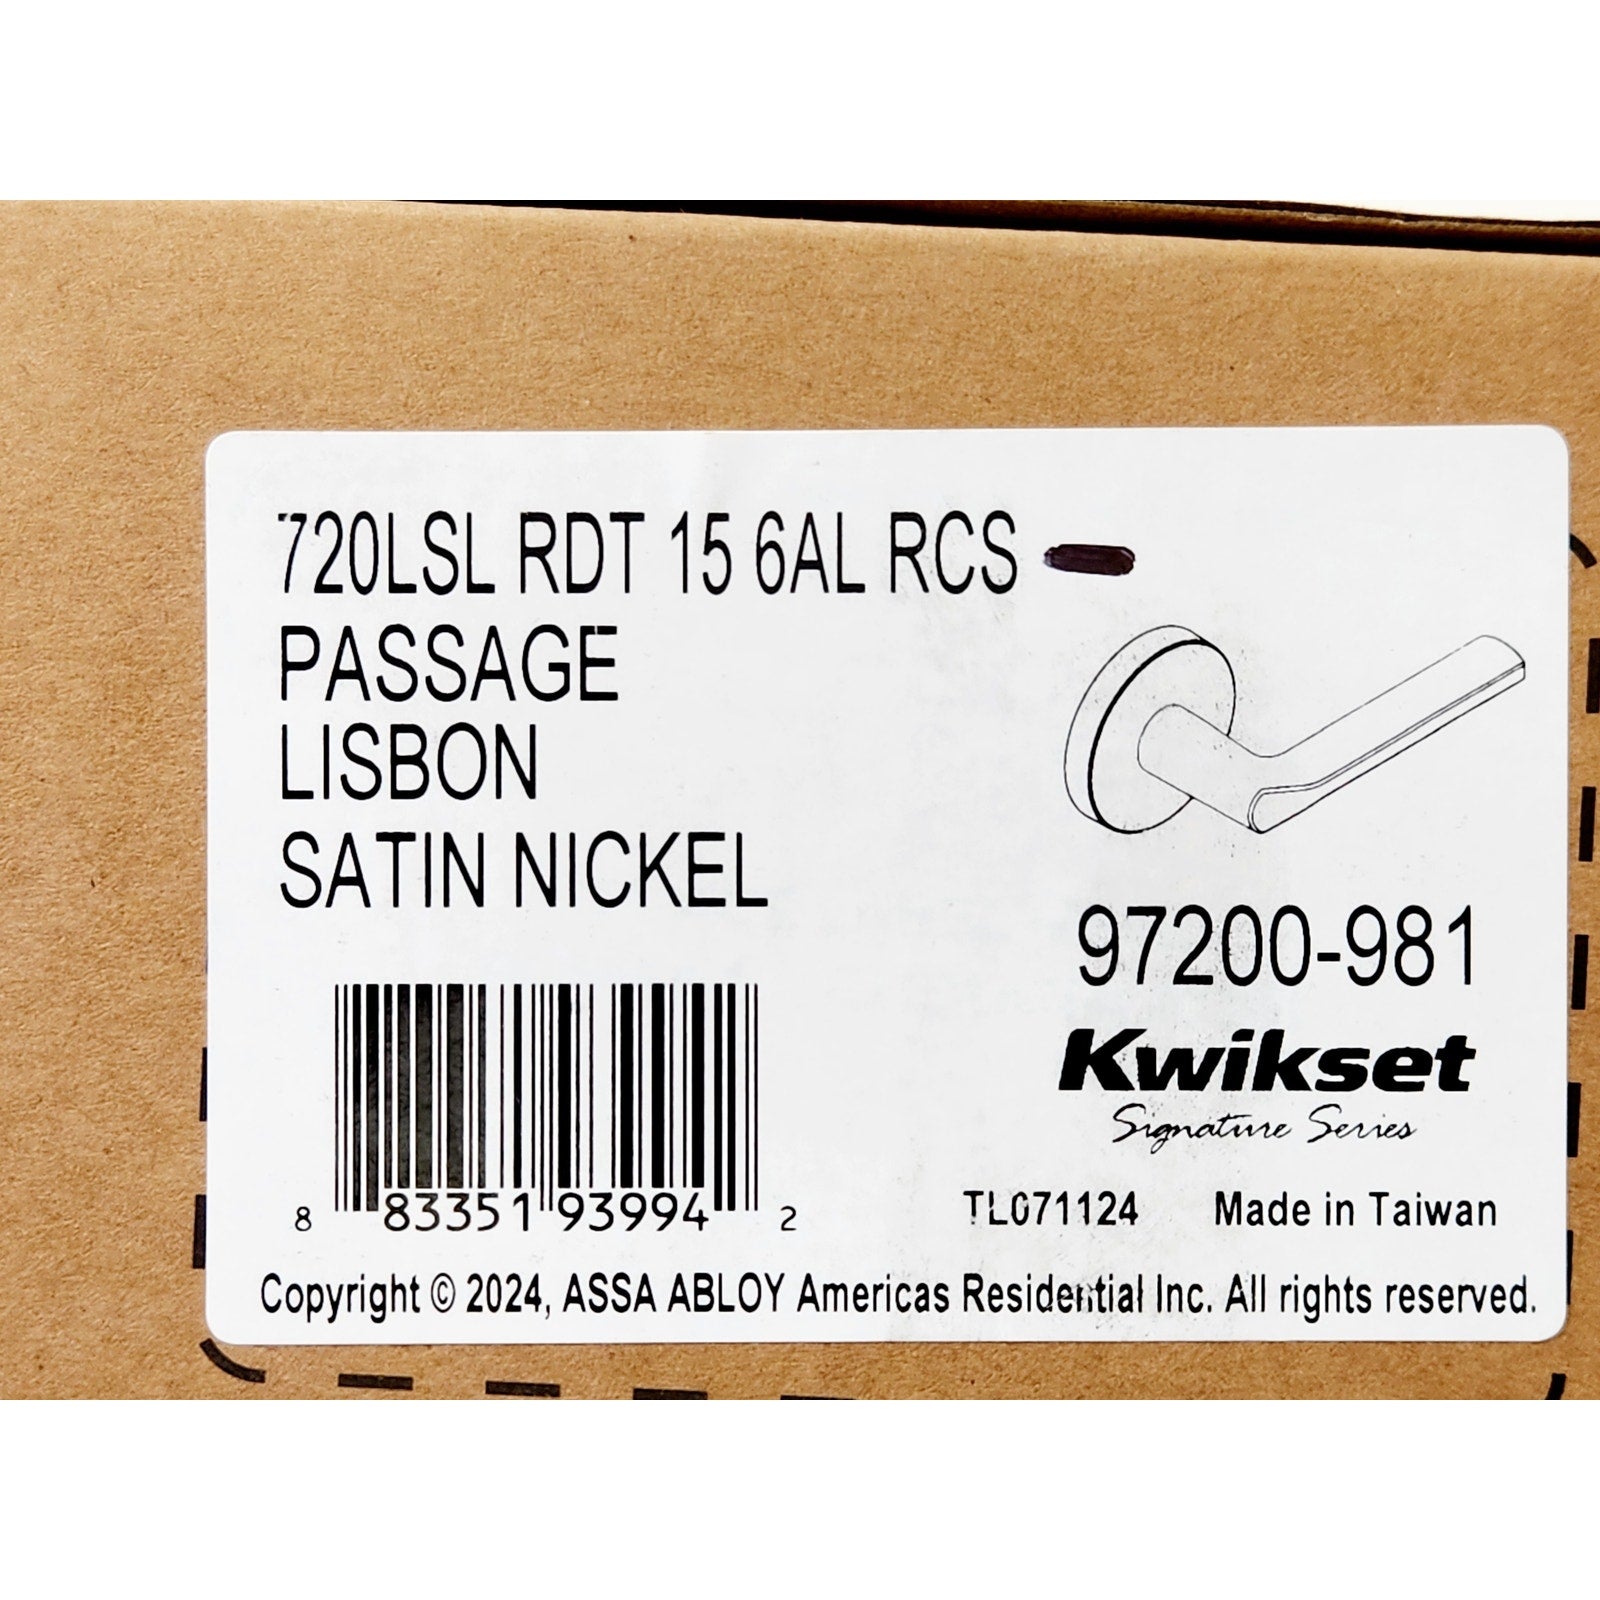 720LSL RDT 15 6AL RCS
PASSAGE
LISBON
SATIN NICKEL
97200-981
Kwikset
Signature Series
8 83351 93994 2
TL071124 Made in Taiwan
Copyright © 2024, ASSA ABLOY Americas Residential Inc. All rights reserved.